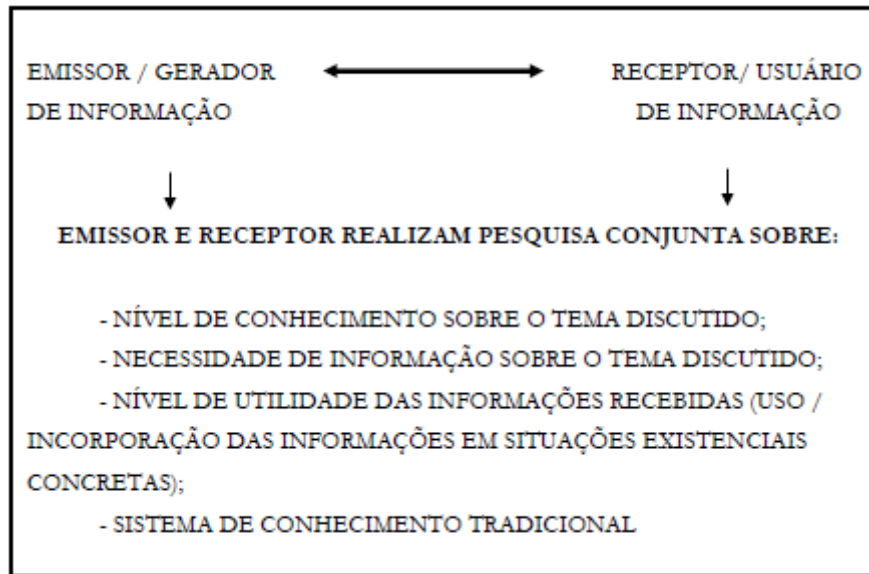 EMISSOR / GERADOR
DE INFORMAÇÃO
RECEPTOR/ USUÁRIO
DE INFORMAÇÃO
EMISSOR E RECEPTOR REALIZAM PESQUISA CONJUNTA SOBRE:
- NÍVEL DE CONHECIMENTO SOBRE O TEMA DISCUTIDO;
- NECESSIDADE DE INFORMAÇÃO SOBRE O TEMA DISCUTIDO;
- NÍVEL DE UTILIDADE DAS INFORMAÇÕES RECEBIDAS (USO /
INCORPORAÇÃO DAS INFORMAÇÕES EM SITUAÇÕES EXISTENCIAIS
CONCRETAS);
- SISTEMA DE CONHECIMENTO TRADICIONAL